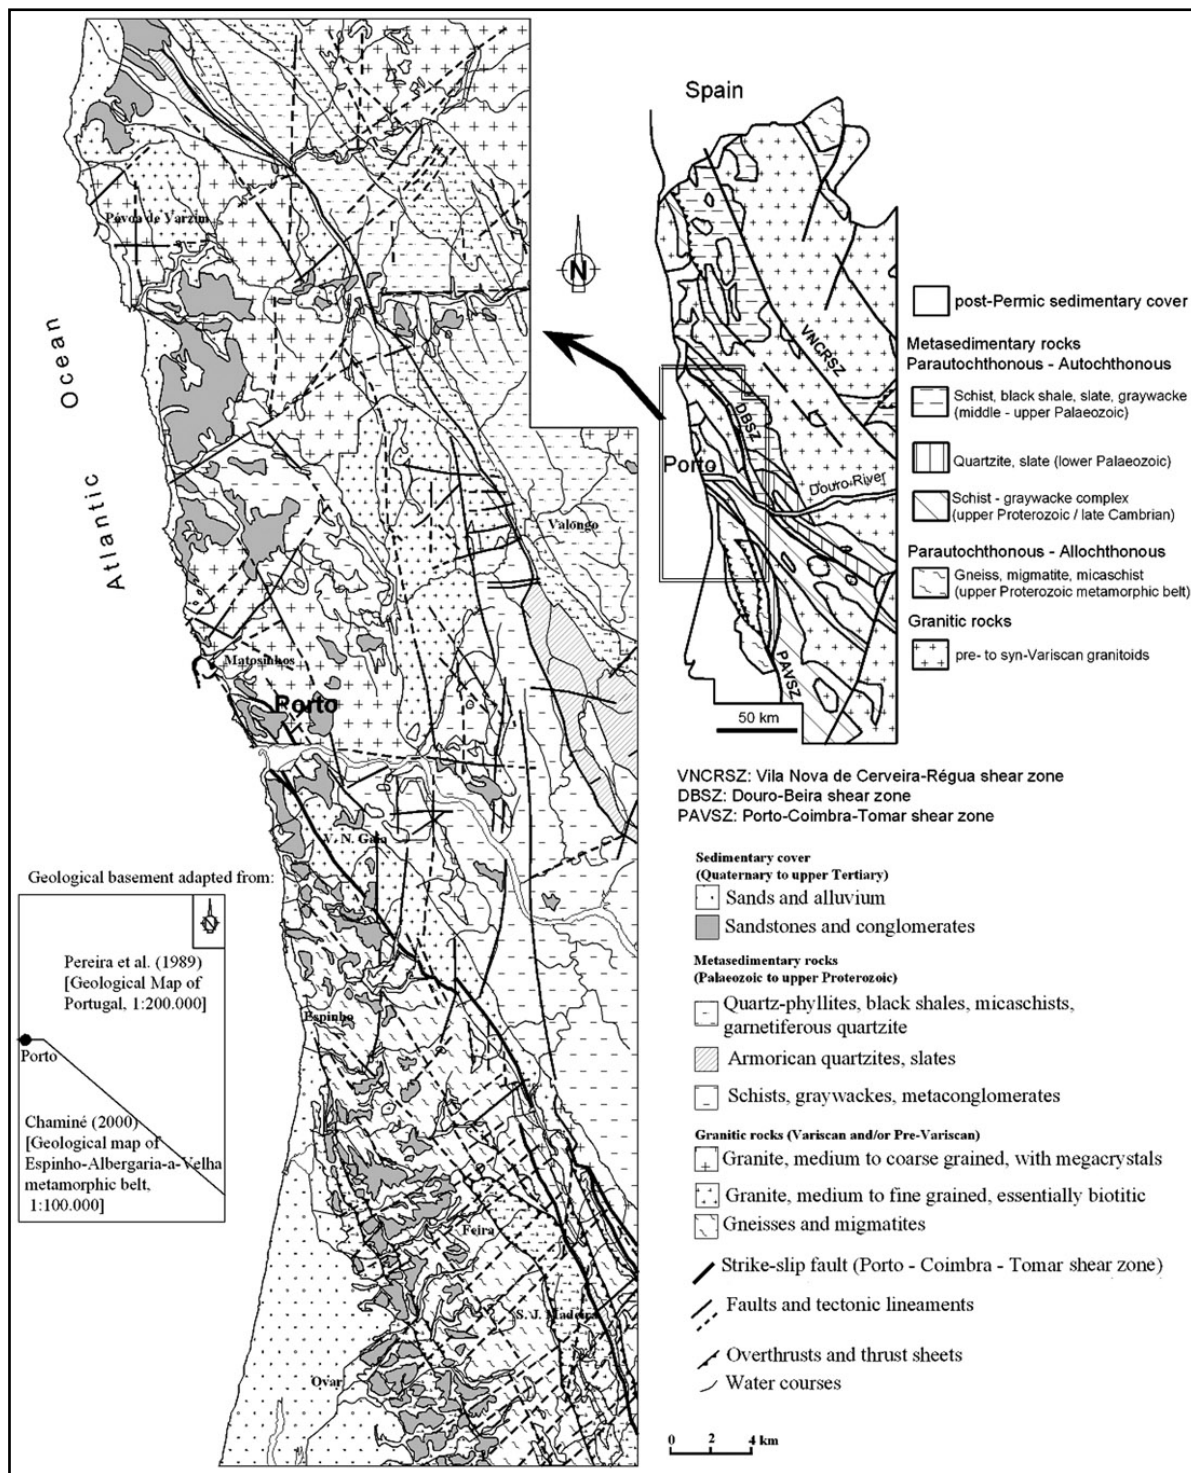 Spain
N
Póvoa de Varzim
Atlantic Ocean
VNCRSZ
DBSZ
Porto
Douro River
PAVSZ
50 km
post-Permic sedimentary cover
Metasedimentary rocks
Parautochthonous - Autochthonous
Schist, black shale, slate, graywacke
(middle - upper Palaeozoic)
Quartzite, slate (lower Palaeozoic)
Schist - graywacke complex
(upper Proterozoic / late Cambrian)
Parautochthonous - Allochthonous
Gneiss, migmatite, micaschist
(upper Proterozoic metamorphic belt)
Granitic rocks
pre- to syn-Variscan granitoids
Valongo
Matosinhos
Porto
V. N. Gaia
Espinho
Feira
S. J. Madeira
Ovar
VNCRSZ: Vila Nova de Cerveira-Régua shear zone
DBSZ: Douro-Beira shear zone
PAVSZ: Porto-Coimbra-Tomar shear zone
Geological basement adapted from:
Pereira et al. (1989)
[Geological Map of
Portugal, 1:200.000]
Porto
Chaminé (2000)
[Geological map of
Espinho-Albergaria-a-Velha
metamorphic belt,
1:100.000]
Sedimentary cover
(Quaternary to upper Tertiary)
Sands and alluvium
Sandstones and conglomerates
Metasedimentary rocks
(Palaeozoic to upper Proterozoic)
Quartz-phyllites, black shales, micaschists,
garnetiferous quartzite
Armorican quartzites, slates
Schists, graywackes, metaconglomerates
Granitic rocks (Variscan and/or Pre-Variscan)
Granite, medium to coarse grained, with megacrystals
Granite, medium to fine grained, essentially biotitic
Gneisses and migmatites
Strike-slip fault (Porto - Coimbra - Tomar shear zone)
Faults and tectonic lineaments
Overthrusts and thrust sheets
Water courses
0 2 4 km